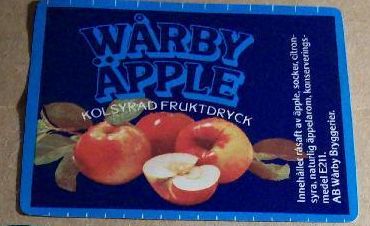 WÅRBY
ÄPPLE
KOLSYRAD FRUKTDRYCK
Innehåller råsaft av äpple, socker, citron-
syra, naturlig äppelarom, konserverings-
medel E211.
AB Wårby Bryggerier.